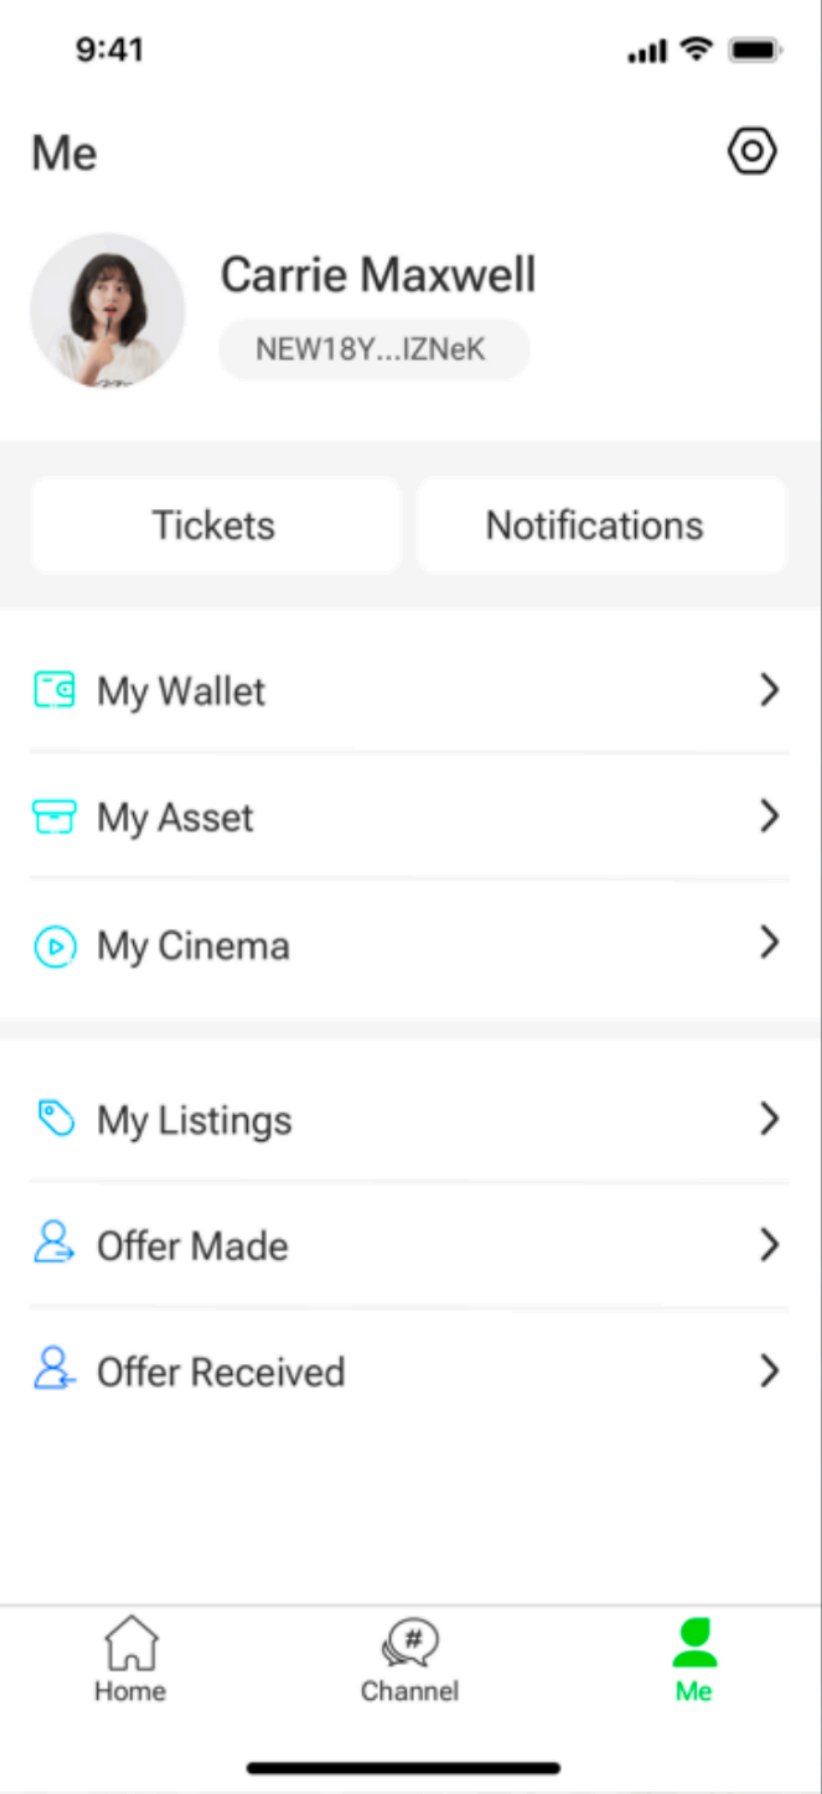 9:41
Me
Carrie Maxwell
NEW18Y...IZNeK
Tickets
Notifications
My Wallet
My Asset
My Cinema
My Listings
Offer Made
Offer Received
#
Home
Channel
Me